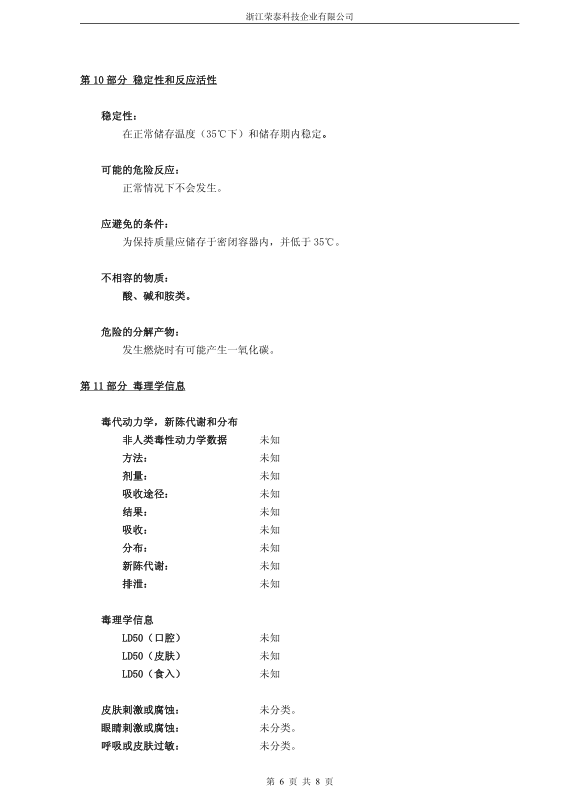 浙江荣泰科技企业有限公司
第 10 部分 稳定性和反应活性
稳定性：
在正常储存温度（35℃下）和储存期内稳定。
可能的危险反应：
正常情况下不会发生。
应避免的条件：
为保持质量应储存于密闭容器内，并低于 35℃。
不相容的物质：
酸、碱和胺类。
危险的分解产物：
发生燃烧时有可能产生一氧化碳。
第 11 部分 毒理学信息
毒代动力学，新陈代谢和分布
非人类毒性动力学数据 未知
方法： 未知
剂量： 未知
吸收途径： 未知
结果： 未知
吸收： 未知
分布： 未知
新陈代谢： 未知
排泄： 未知
毒理学信息
LD50（口腔） 未知
LD50（皮肤） 未知
LD50（食入） 未知
皮肤刺激或腐蚀： 未分类。
眼睛刺激或腐蚀： 未分类。
呼吸或皮肤过敏： 未分类。
第 6 页 共 8 页